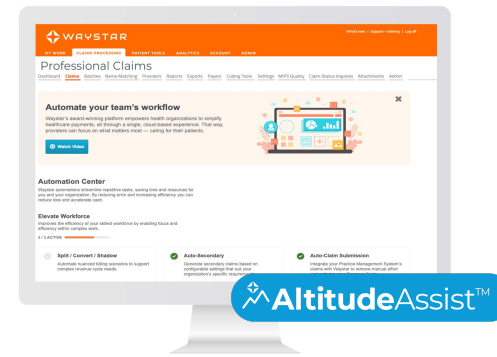 WAYSTAR
What's new | Support + training | Log off
MY WORK CLAIMS PROCESSING PATIENT TOOLS ANALYTICS ACCOUNT ADMIN
Professional Claims
Dashboard Claims Batches Name Matching Providers Reports Exports Payers Coding Tools Settings MIPS Quality Claim Status Inquiries Attachments Admin
Automate your team's workflow
Waystar's award-winning platform empowers health organizations to simplify
healthcare payments, all through a single, cloud-based experience. That way,
providers can focus on what matters most — caring for their patients.
Watch Video
Automation Center
Waystar automations streamline repetitive tasks, saving time and resources for
you and your organization. By reducing error and increasing efficiency you can
reduce loss and accelerate cash.
Elevate Workforce
Improves the efficiency of your skilled workforce by enabling focus and
efficiency within complex work.
2 / 3 ACTIVE
Split / Convert / Shadow
Automate nuanced billing scenarios to support
complex revenue cycle needs.
Auto-Secondary
Generate secondary claims based on
configurable settings that suit your
organization's specific
Auto-Claim Submission
Integrate your Practice Management System's
claims with Waystar to remove manual effort
AltitudeAssist™